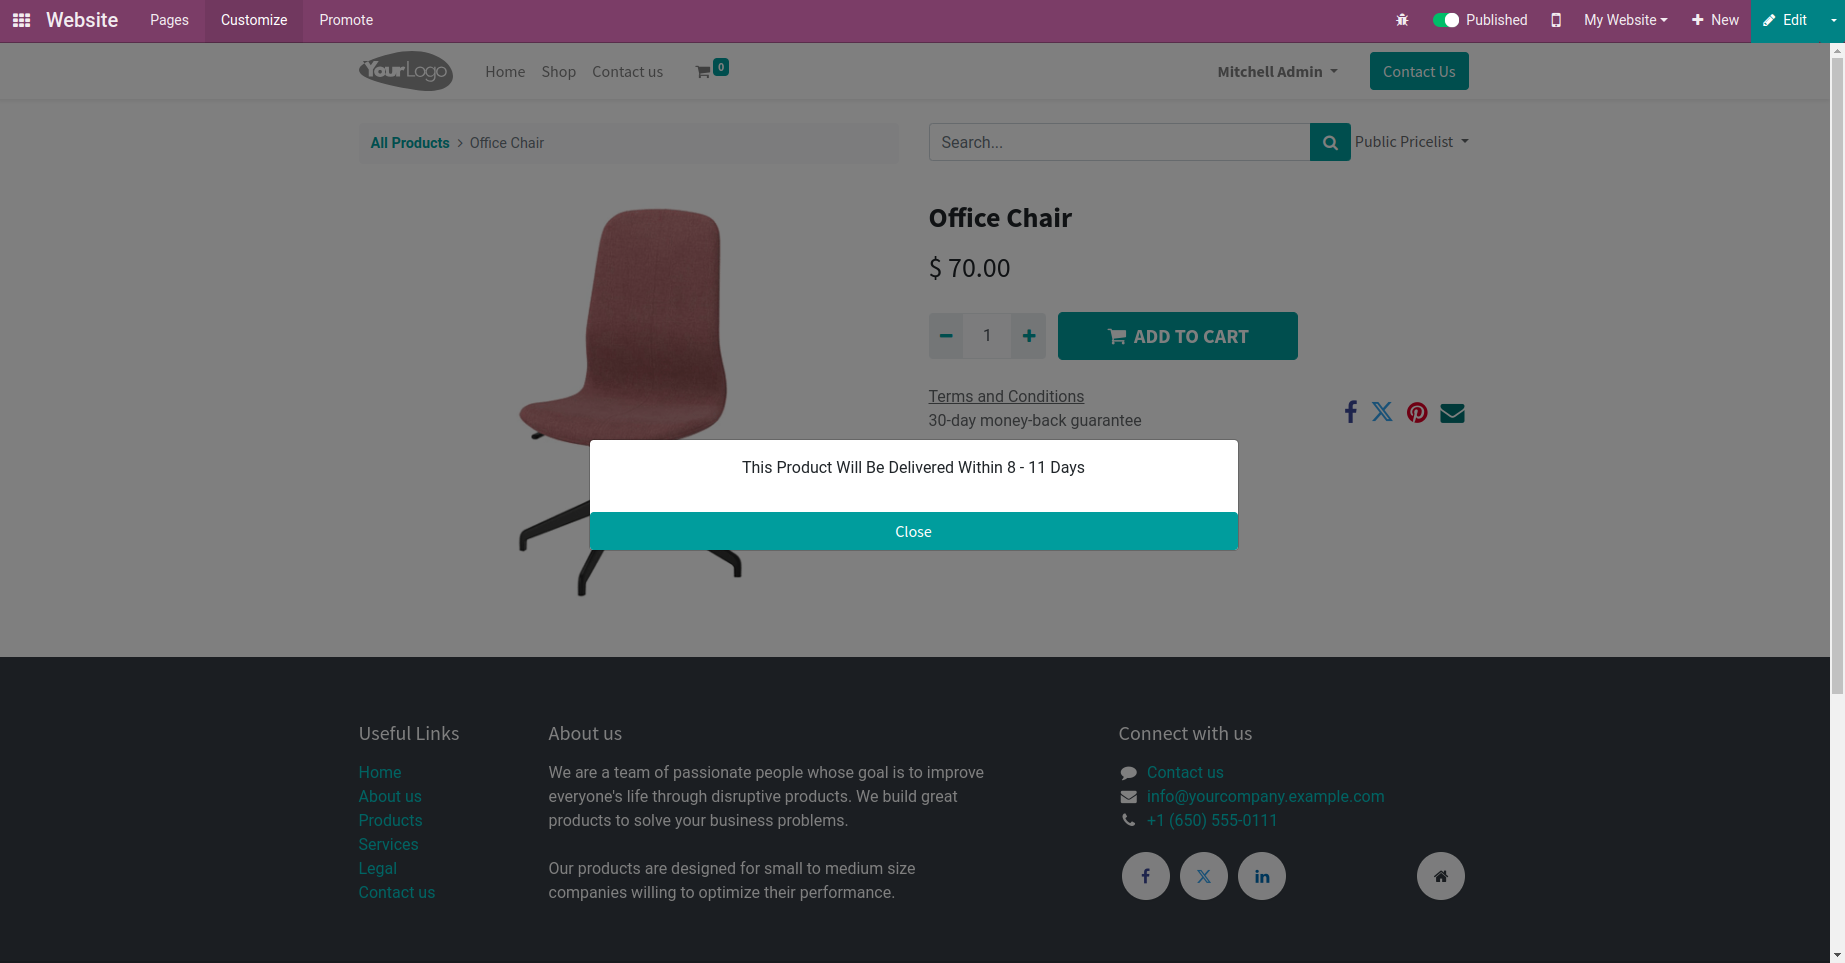 Website Pages Customize Promote Published My Website New Edit
YourLogo Home Shop Contact us 0 Mitchell Admin Contact Us
All Products Office Chair Search... Public Pricelist
Office Chair
$ 70.00
1 ADD TO CART
Terms and Conditions
30-day money-back guarantee
This Product Will Be Delivered Within 8 - 11 Days
Close
Useful Links
Home
About us
Products
Services
Legal
Contact us
About us
We are a team of passionate people whose goal is to improve
everyone's life through disruptive products. We build great
products to solve your business problems.
Our products are designed for small to medium size
companies willing to optimize their performance.
Connect with us
Contact us
info@yourcompany.example.com
+1 (650) 555-0111